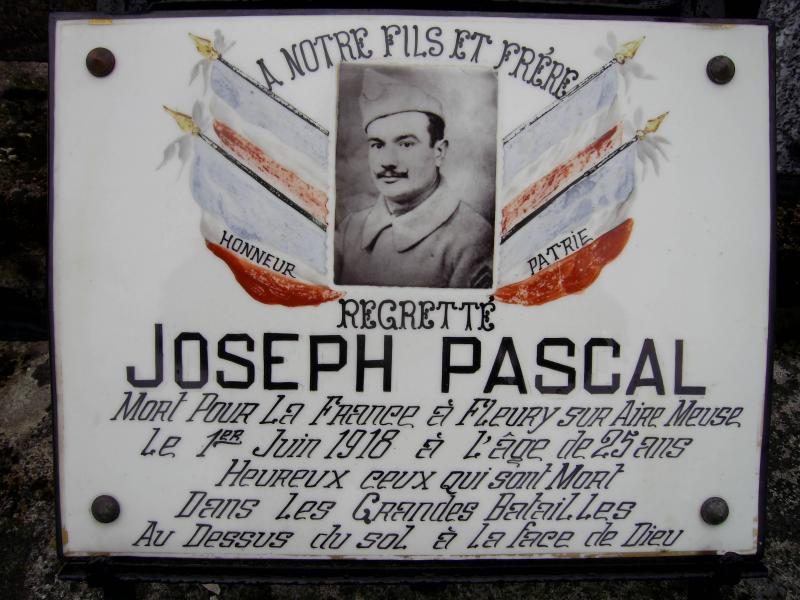 A NOTRE FILS ET FRÉRE
HONNEUR
PATRIE
REGRETTÉ
JOSEPH PASCAL
Mort Pour La France à Fleury sur Aire Meuse
Le 1er Juin 1918 à l'âge de 25 ans
Heureux ceux qui sont Mort
Dans les Grandes Batailles
Au Dessus du sol à la face de Dieu